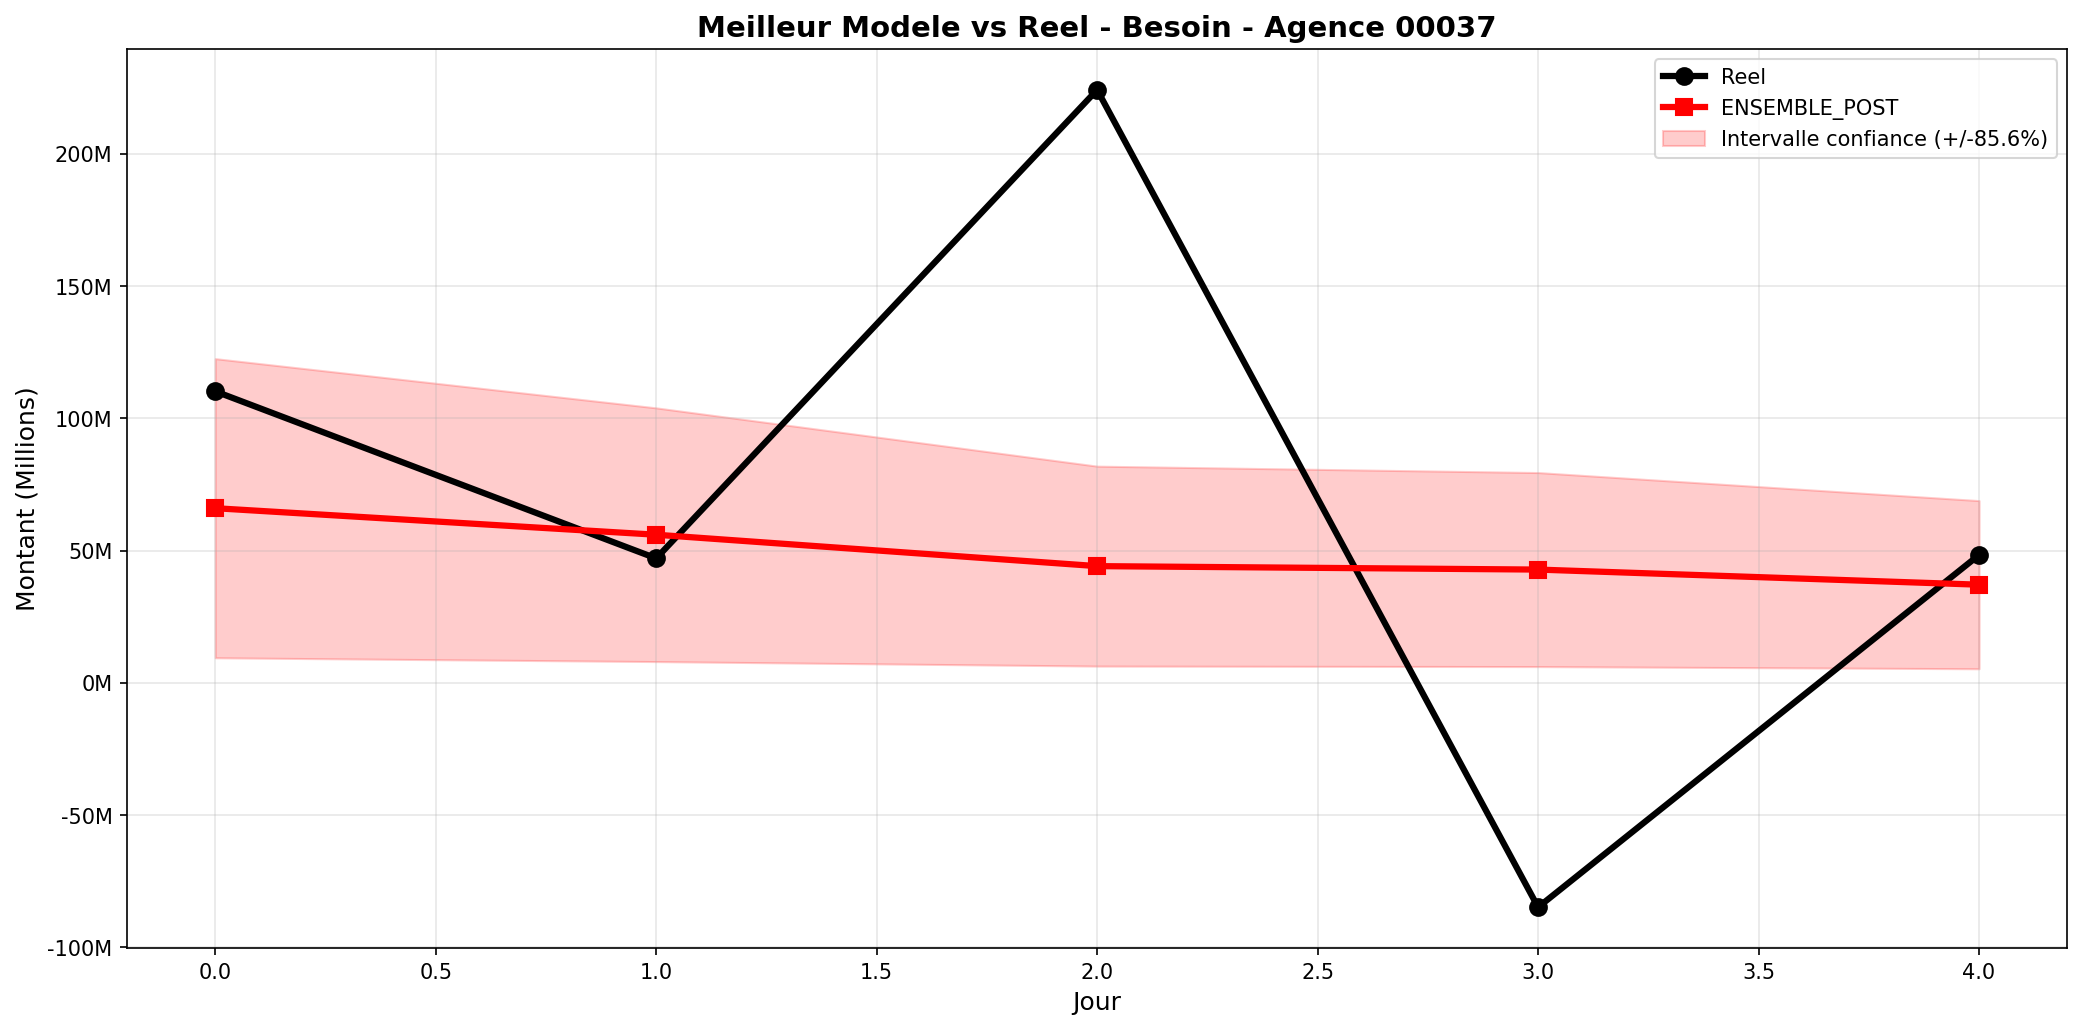 Meilleur Modele vs Reel - Besoin - Agence 00037
Reel
ENSEMBLE_POST
Intervalle confiance (+/-85.6%)
Montant (Millions)
200M
150M
100M
50M
0M
-50M
-100M
0.0 0.5 1.0 1.5 2.0 2.5 3.0 3.5 4.0
Jour